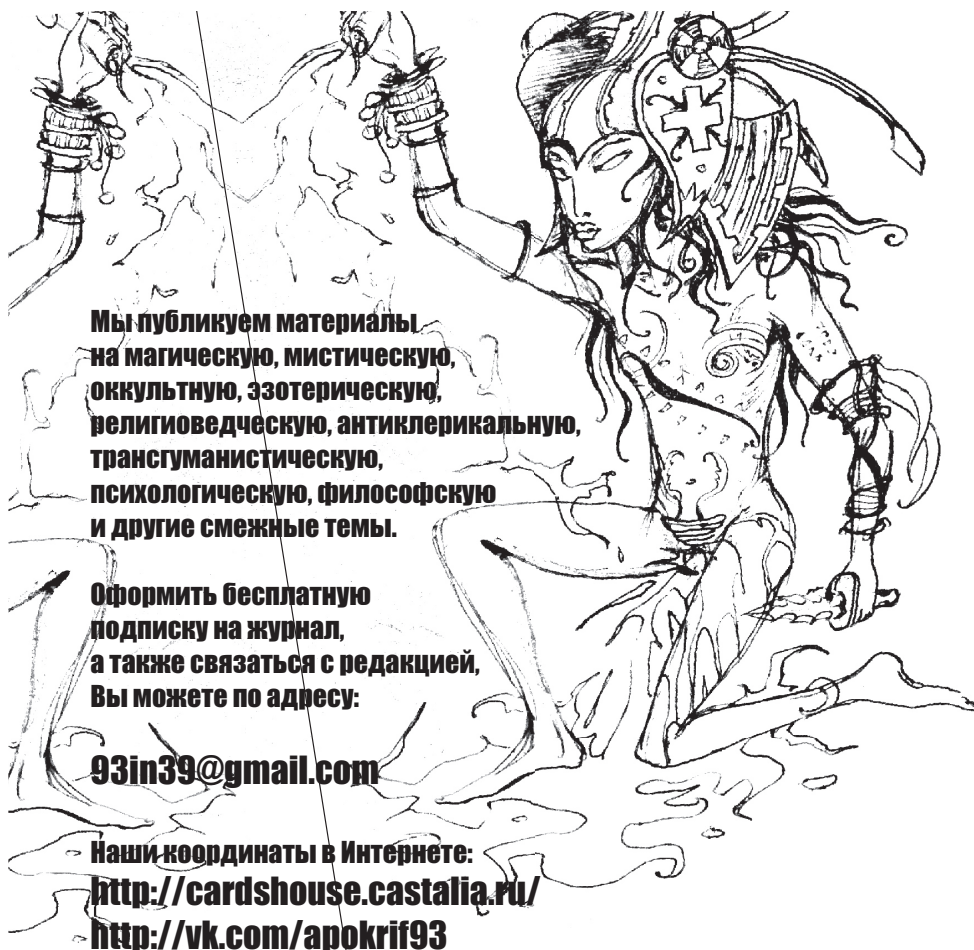 Мы публикуем материалы
на магическую, мистическую,
оккультную, эзотерическую,
религиоведческую, антиклерикальную,
трансгуманистическую,
психологическую, философскую
и другие смежные темы.
Оформить бесплатную
подписку на журнал,
а также связаться с редакцией,
Вы можете по адресу:
93in39@gmail.com
Наши координаты в Интернете:
http://cardshouse.castalia.ru/
http://vk.com/apokrif93